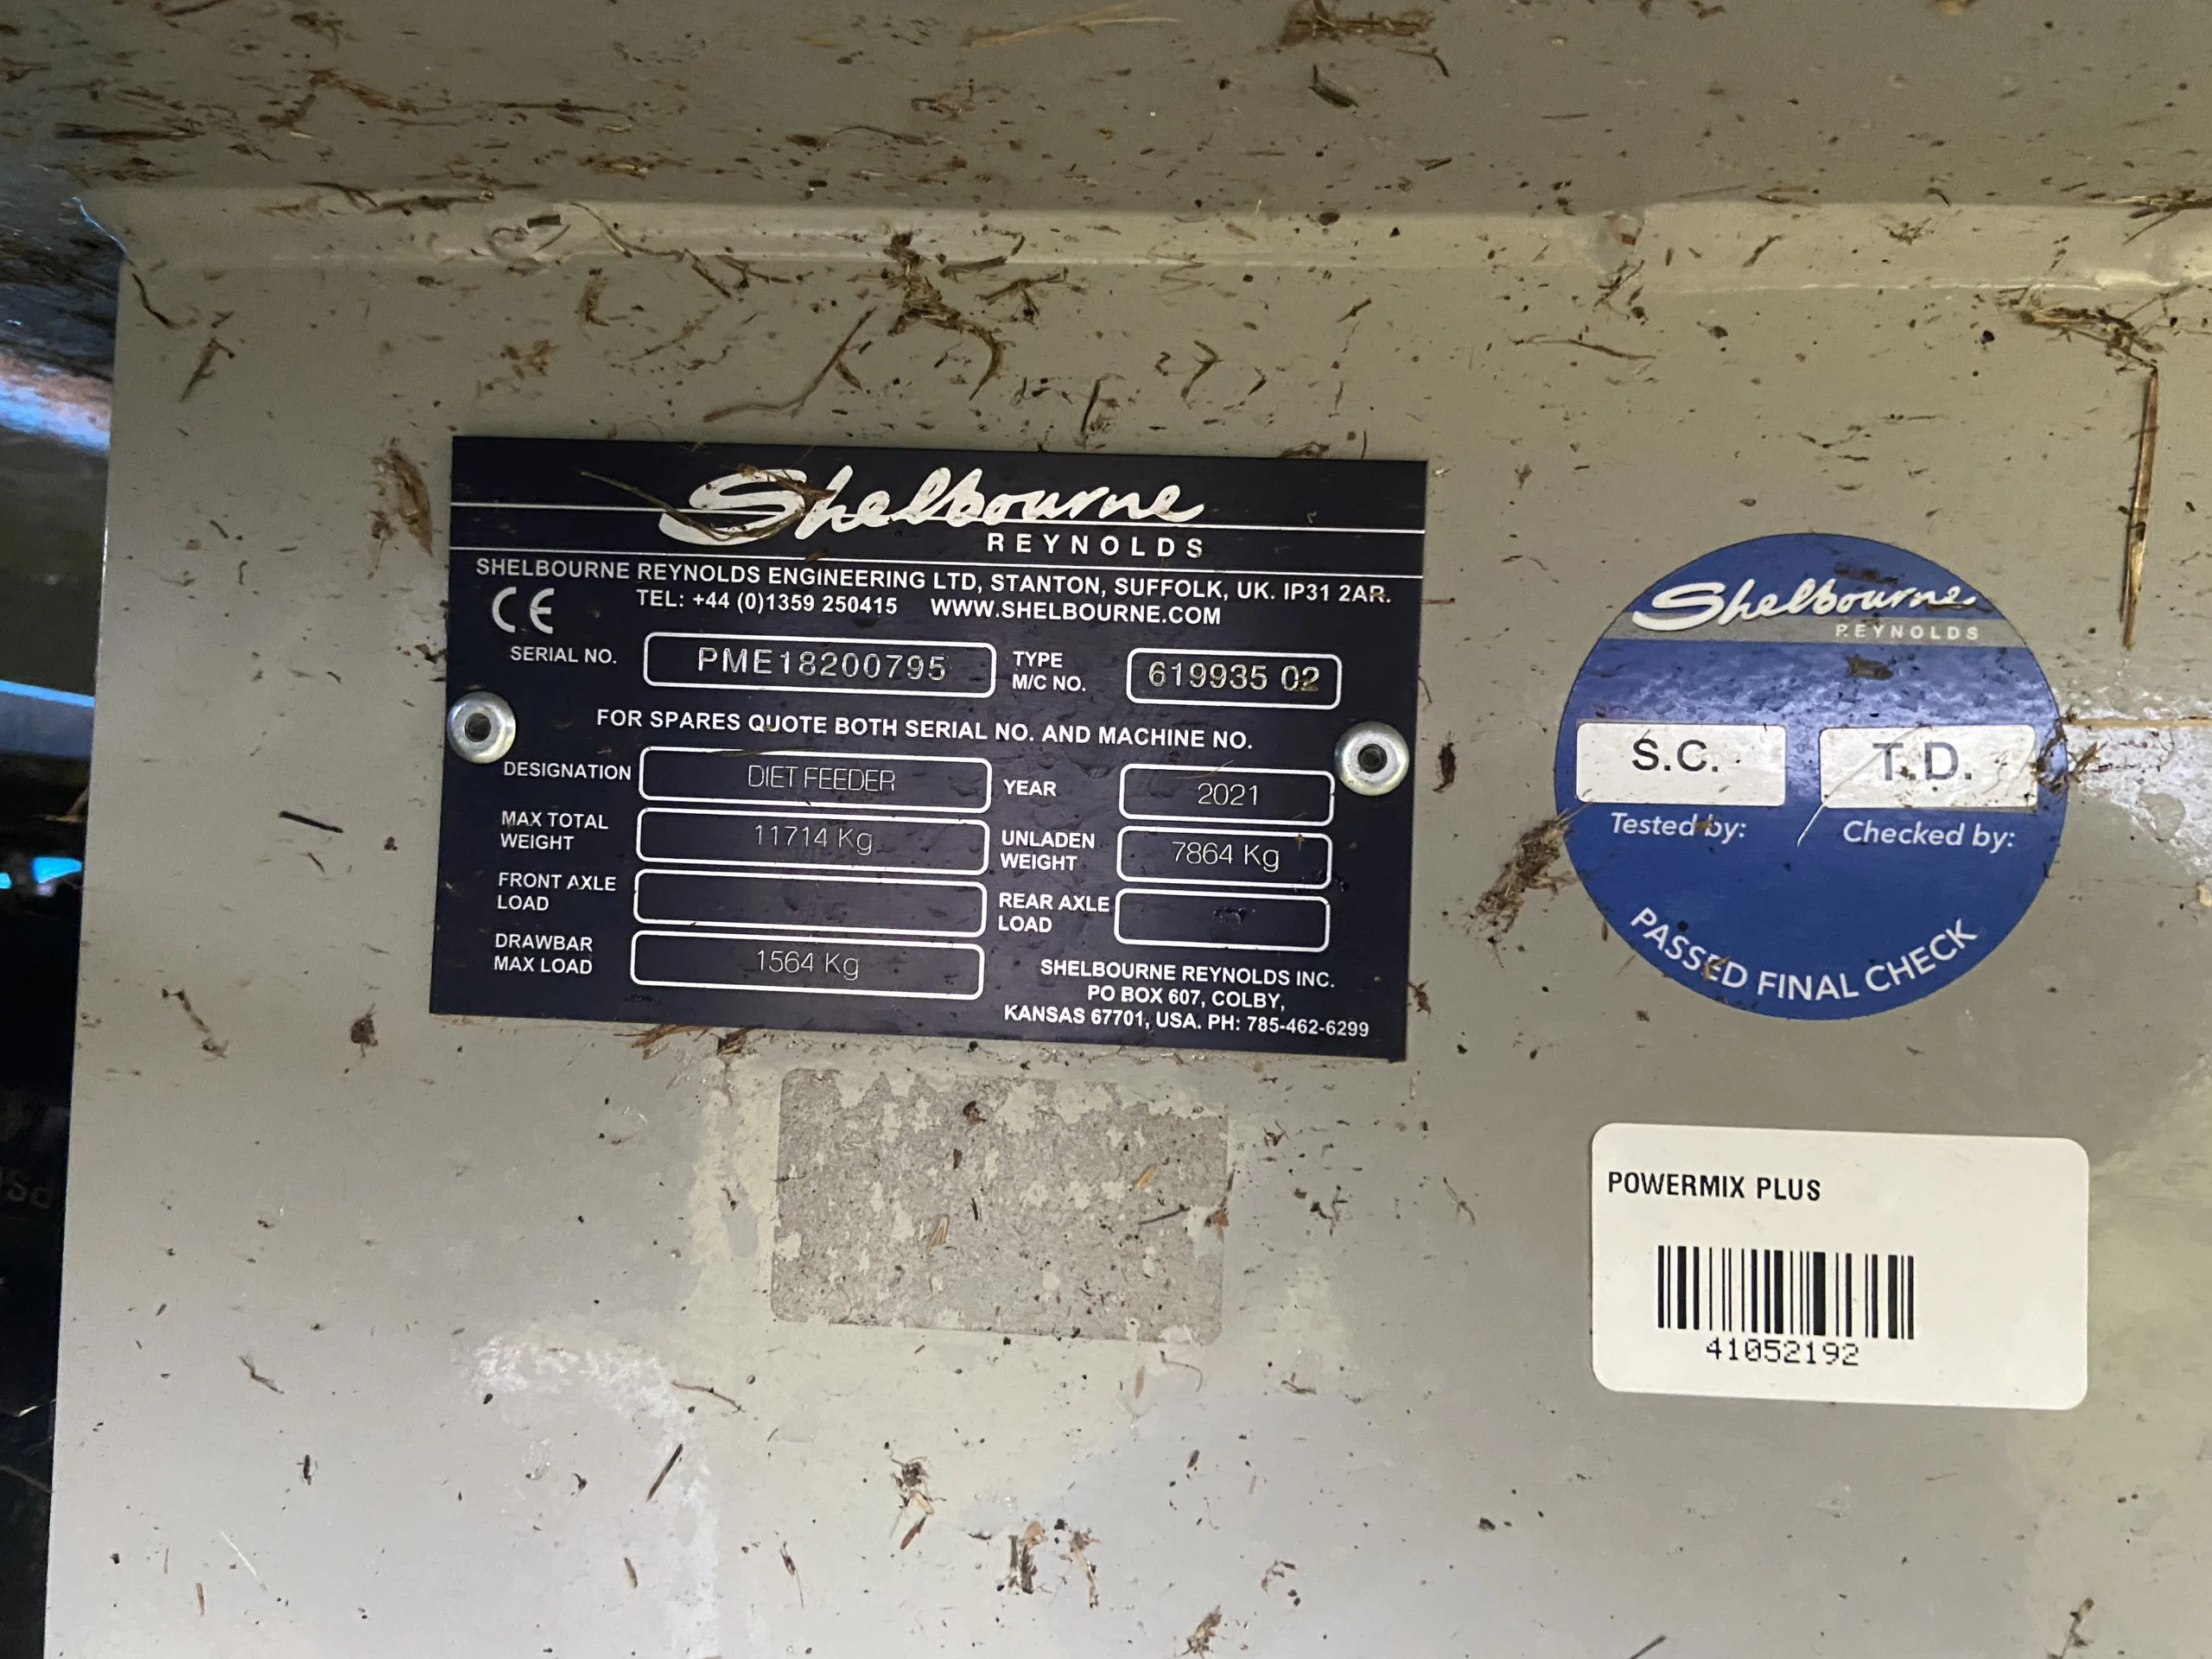 Shelbourne
REYNOLDS
SHELBOURNE REYNOLDS ENGINEERING LTD, STANTON, SUFFOLK, UK. IP31 2AR.
CE TEL: +44 (0)1359 250415 WWW.SHELBOURNE.COM
SERIAL NO. PME18200795 TYPE M/C NO. 619935 02
FOR SPARES QUOTE BOTH SERIAL NO. AND MACHINE NO.
DESIGNATION DIET FEEDER YEAR 2021
MAX TOTAL WEIGHT 11714 Kg UNLADEN WEIGHT 7864 Kg
FRONT AXLE LOAD REAR AXLE LOAD
DRAWBAR MAX LOAD 1564 Kg
SHELBOURNE REYNOLDS INC.
PO BOX 607, COLBY,
KANSAS 67701, USA. PH: 785-462-6299
Shelbourne
REYNOLDS
S.C. T.D.
Tested by: Checked by:
PASSED FINAL CHECK
POWERMIX PLUS
41052192